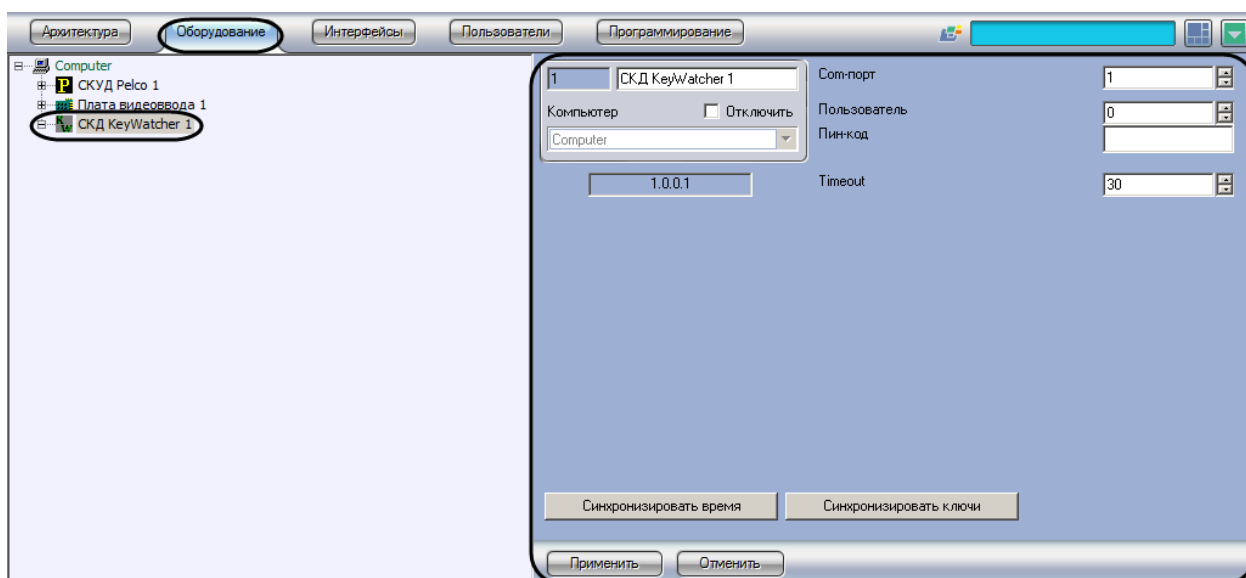 Архитектура Оборудование Интерфейсы Пользователи Программирование
Computer
P СКУД Pelco 1
Плата видеоввода 1
KW СКД KeyWatcher 1
1 СКД KeyWatcher 1
Компьютер Отключить
Computer
1.0.0.1
Com-порт 1
Пользователь 0
Пин-код
Timeout 30
Синхронизировать время Синхронизировать ключи
Применить Отменить